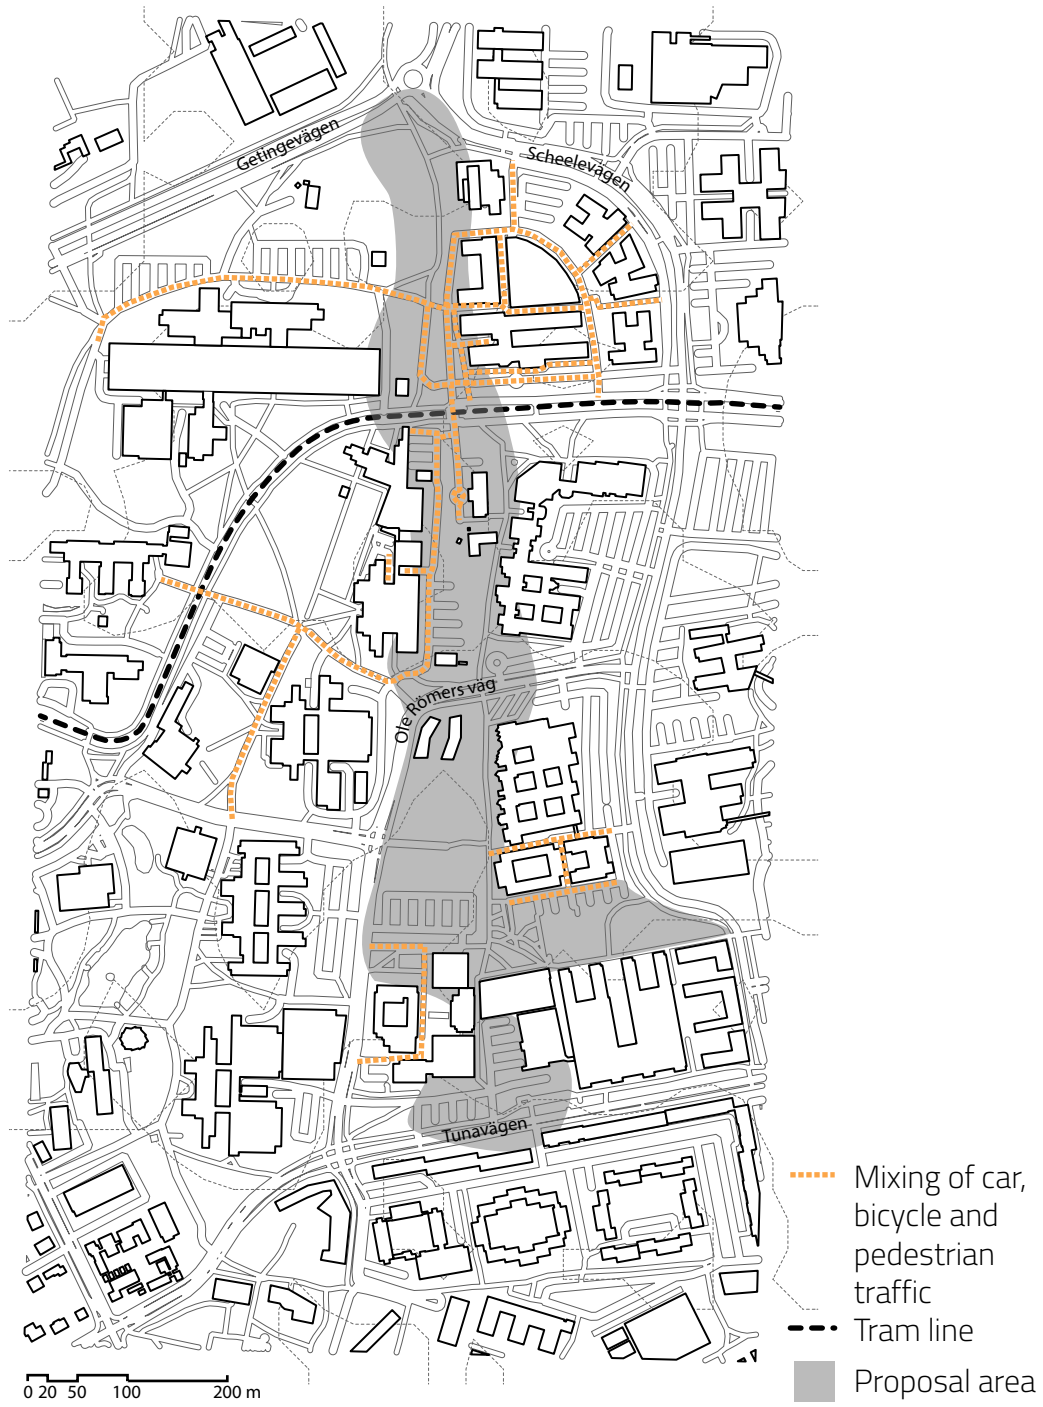 Getingevägen
Scheelevägen
Ole Römers väg
Tunavägen
Mixing of car,
bicycle and
pedestrian
traffic
Tram line
Proposal area
0 20 50 100 200 m